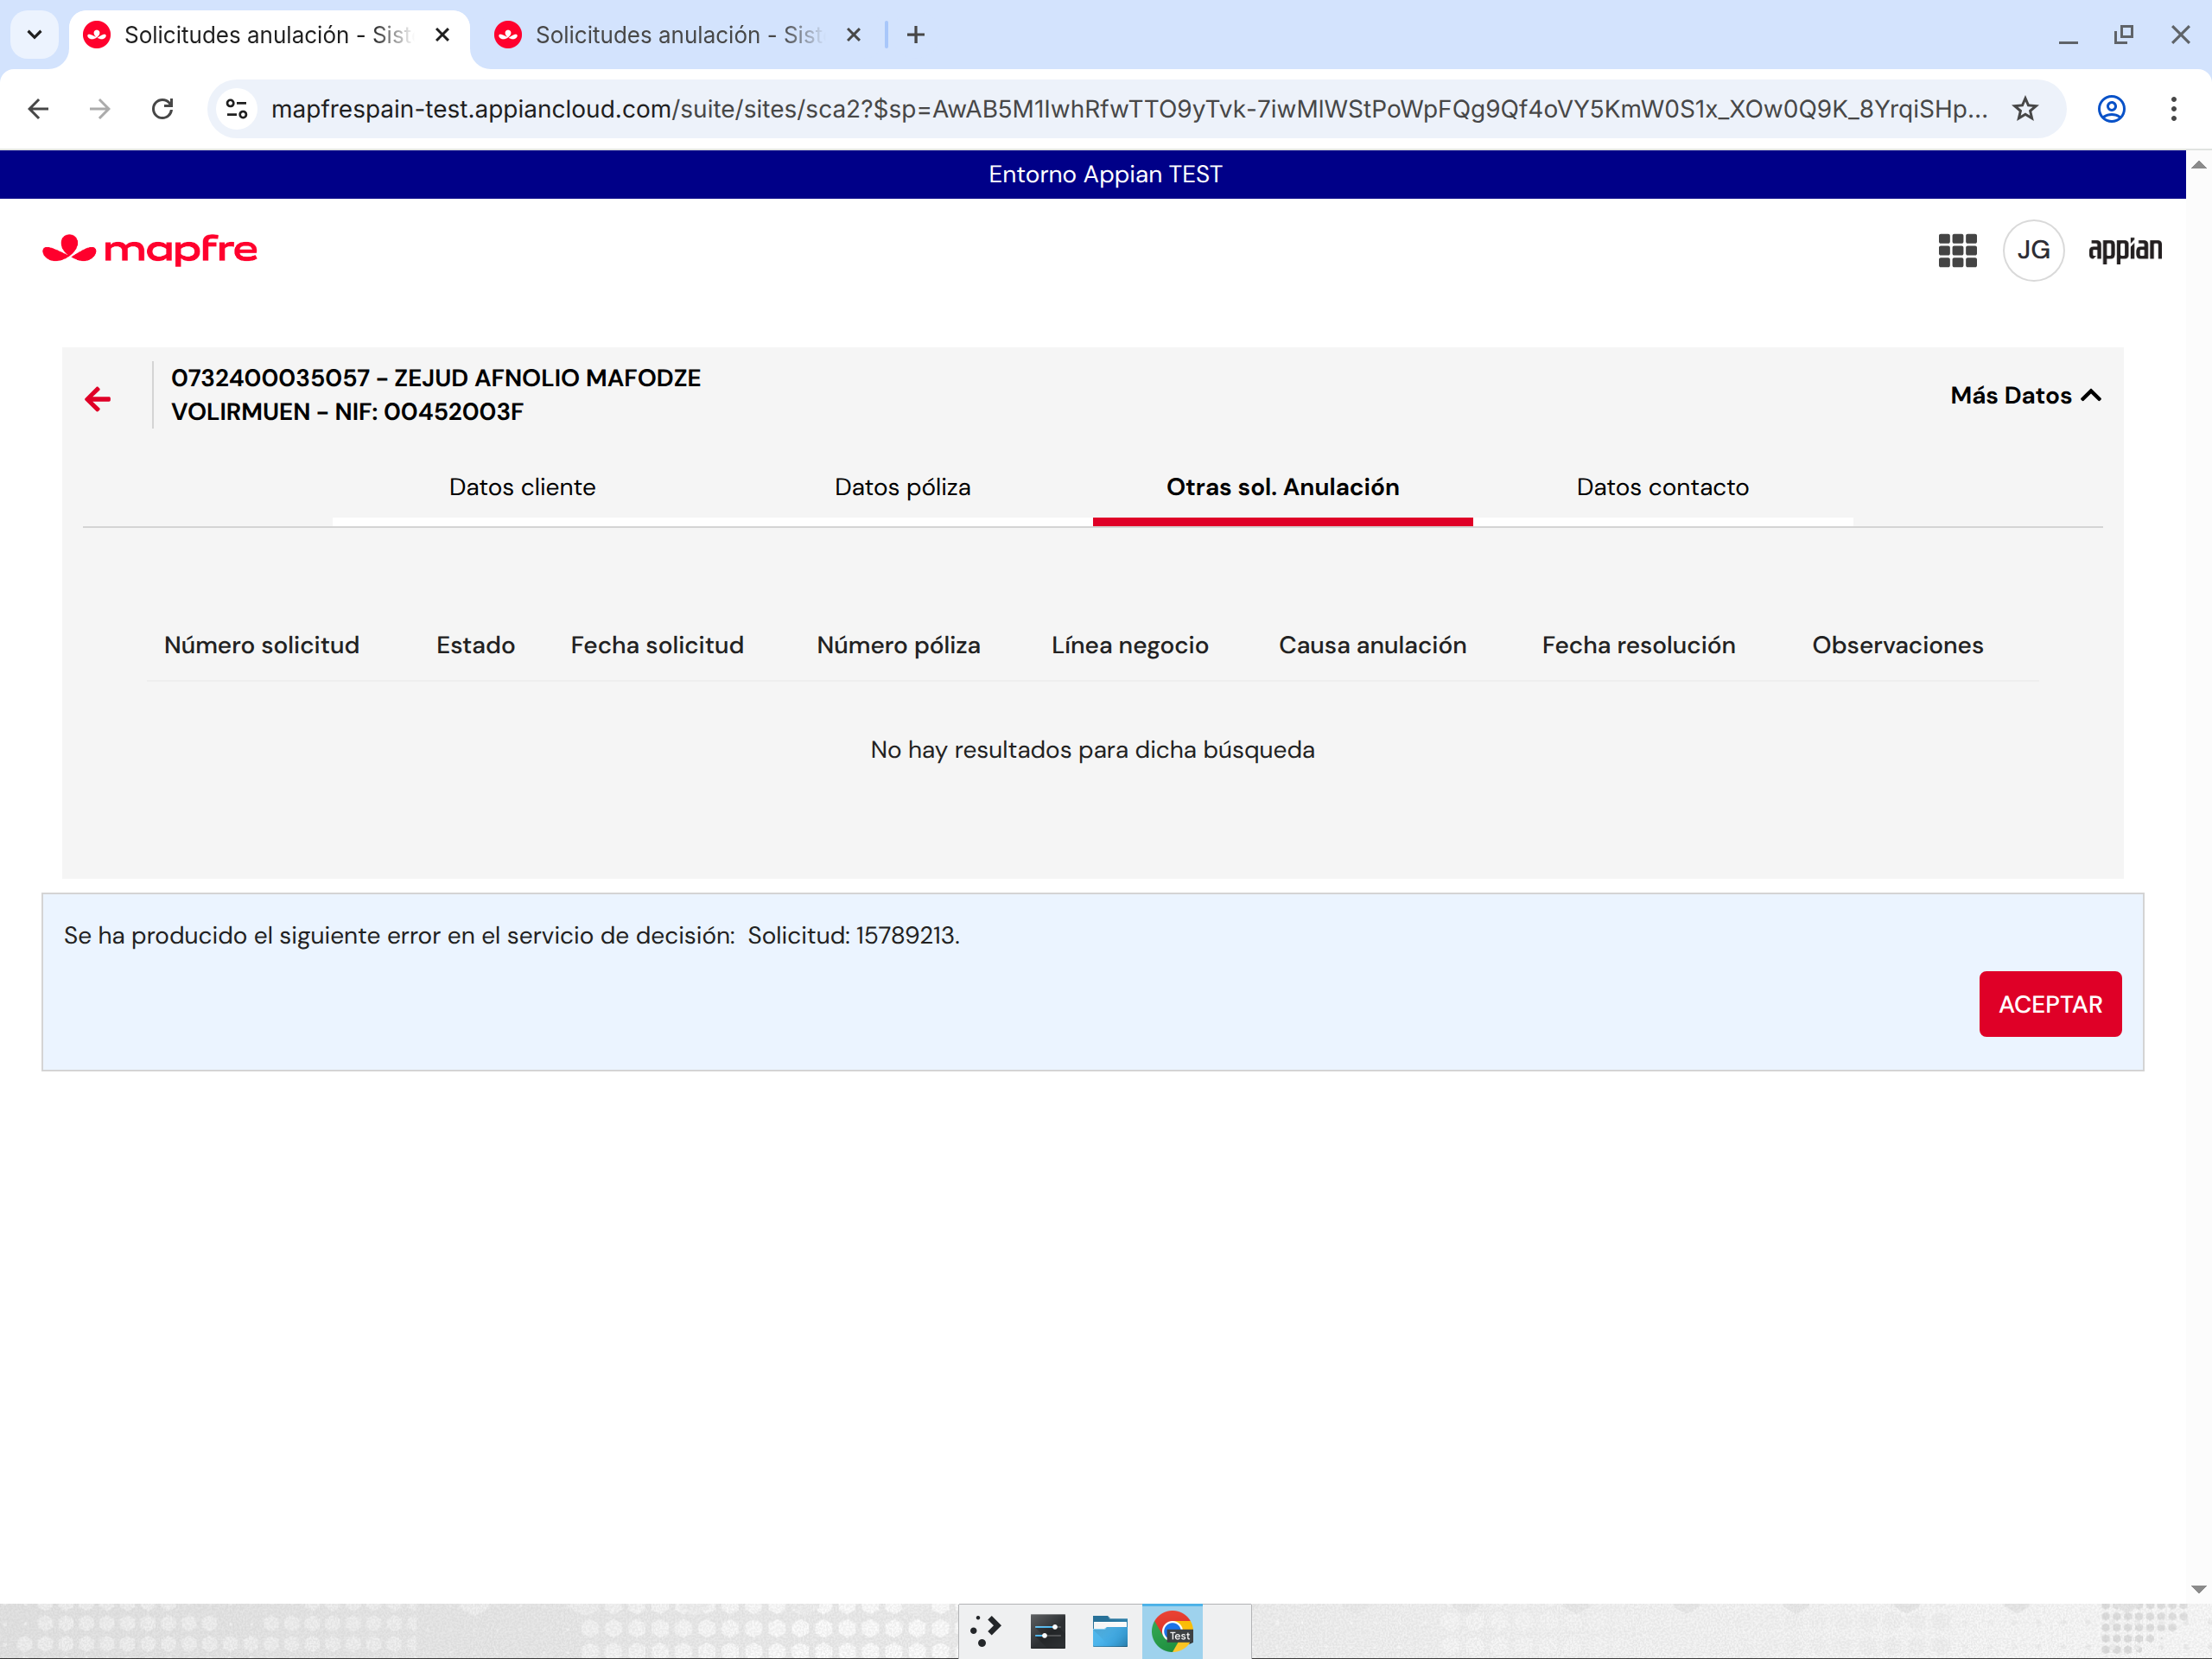 Solicitudes anulación - Sist
Solicitudes anulación - Sist
mapfrespain-test.appiancloud.com/suite/sites/sca2?$sp=AwAB5M1IwhRfwTTO9yTvk-7iwMlWStPoWpFQg9Qf4oVY5KmW0S1x_XOw0Q9K_8YrqiSHp...
Entorno Appian TEST
mapfre
JG
appian
0732400035057 - ZEJUD AFNOLIO MAFODZE
VOLIRMUEN - NIF: 00452003F
Más Datos
Datos cliente
Datos póliza
Otras sol. Anulación
Datos contacto
Número solicitud
Estado
Fecha solicitud
Número póliza
Línea negocio
Causa anulación
Fecha resolución
Observaciones
No hay resultados para dicha búsqueda
Se ha producido el siguiente error en el servicio de decisión:  Solicitud: 15789213.
ACEPTAR
Test